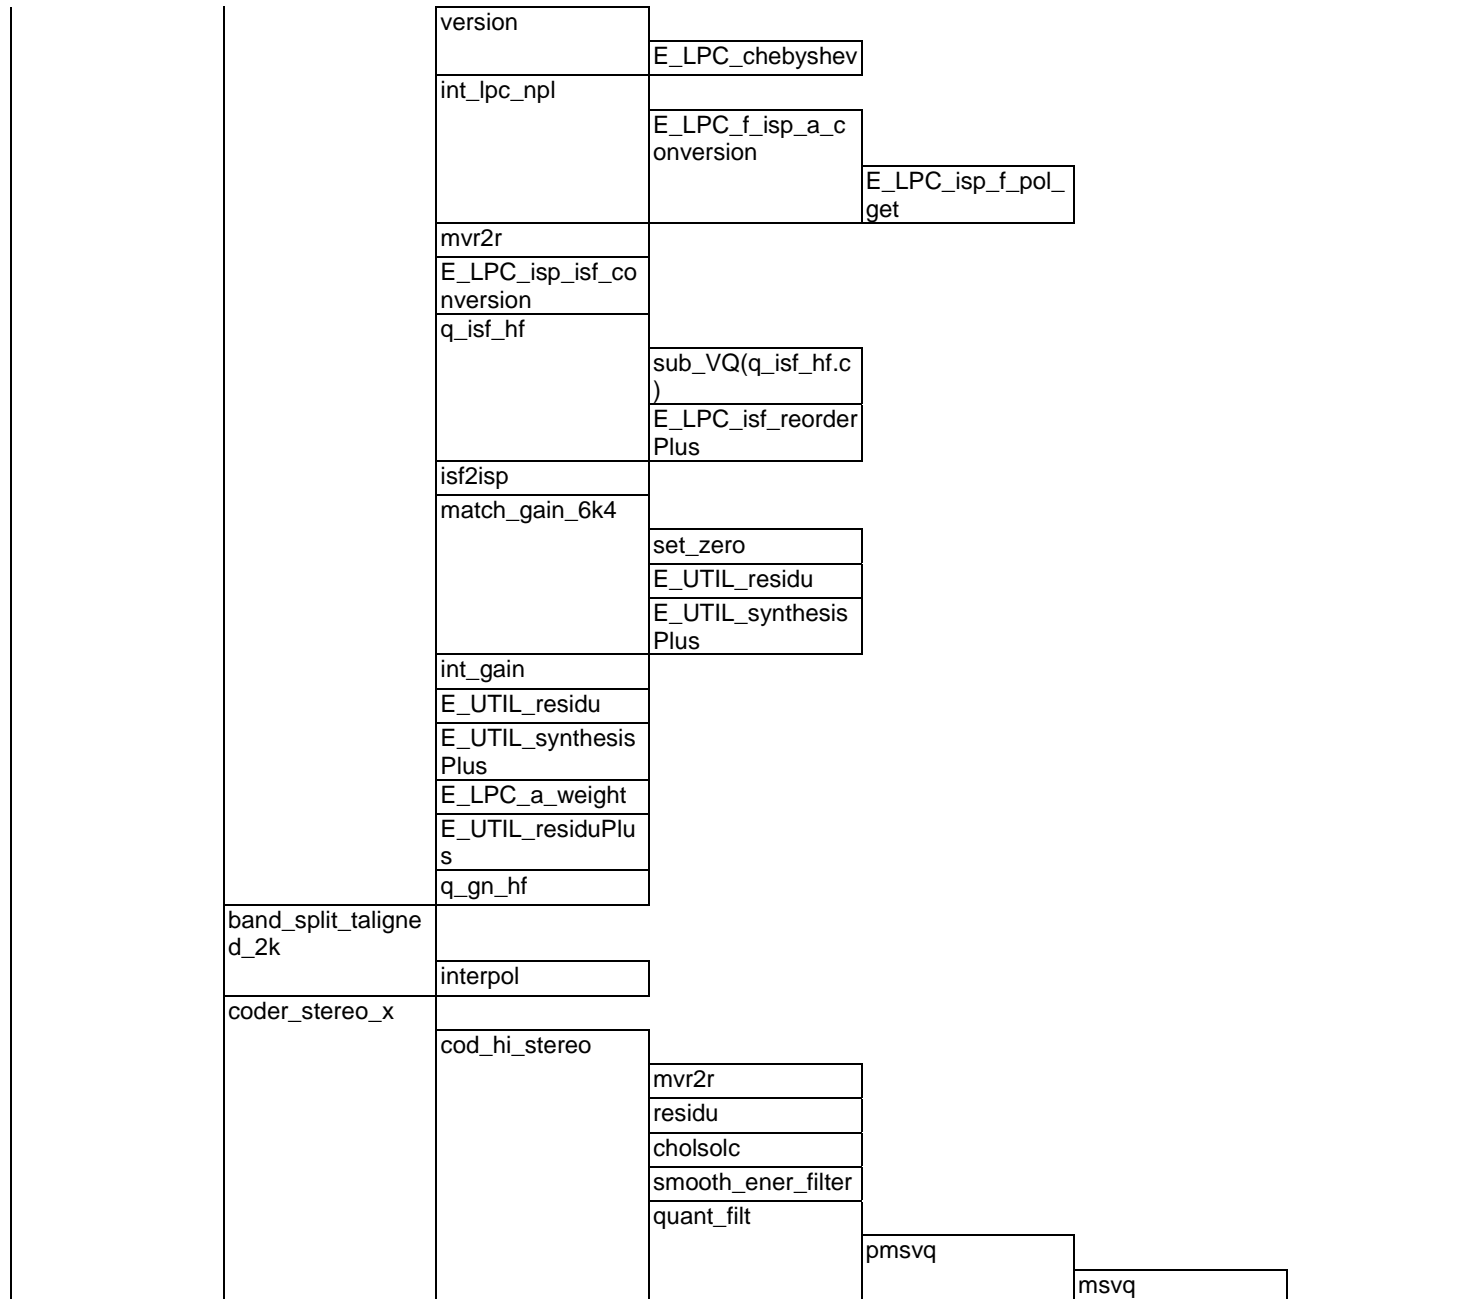 version
E_LPC_chebyshev
int_lpc_npl
E_LPC_f_isp_a_c
onversion
E_LPC_isp_f_pol_
get
mvr2r
E_LPC_isp_isf_co
nversion
q_isf_hf
sub_VQ(q_isf_hf.c
)
E_LPC_isf_reorder
Plus
isf2isp
match_gain_6k4
set_zero
E_UTIL_residu
E_UTIL_synthesis
Plus
int_gain
E_UTIL_residu
E_UTIL_synthesis
Plus
E_LPC_a_weight
E_UTIL_residuPlu
s
q_gn_hf
band_split_taligne
d_2k
interpol
coder_stereo_x
cod_hi_stereo
mvr2r
residu
cholsolc
smooth_ener_filter
quant_filt
pmsvq
msvq